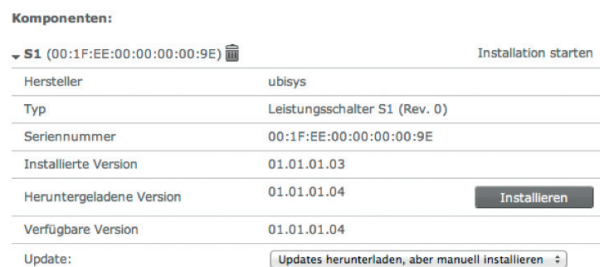 Komponenten:
S1 (00:1F:EE:00:00:00:00:9E) Installation starten
Hersteller ubisys
Typ Leistungsschalter S1 (Rev. 0)
Seriennummer 00:1F:EE:00:00:00:00:9E
Installierte Version 01.01.01.03
Heruntergeladene Version 01.01.01.04 Installieren
Verfügbare Version 01.01.01.04
Update: Updates herunterladen, aber manuell installieren